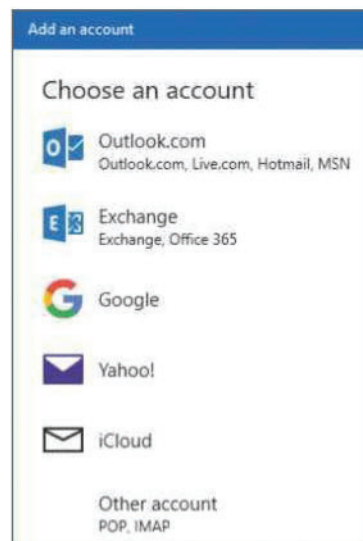 Add an account
Choose an account
Outlook.com
Outlook.com, Live.com, Hotmail, MSN
Exchange
Exchange, Office 365
Google
Yahoo!
iCloud
Other account
POP, IMAP